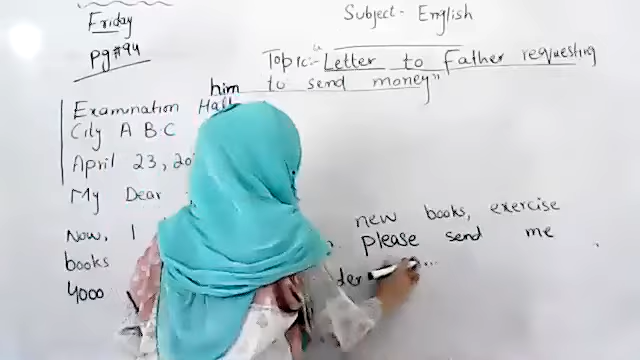 Friday
Subject- English
pg#94
Topic:- "Letter to Father requesting
him
to send money"
Examination Hall
City A B C
April 23, 20
My Dear
Now, I new books, exercise
books please send me
4000 der